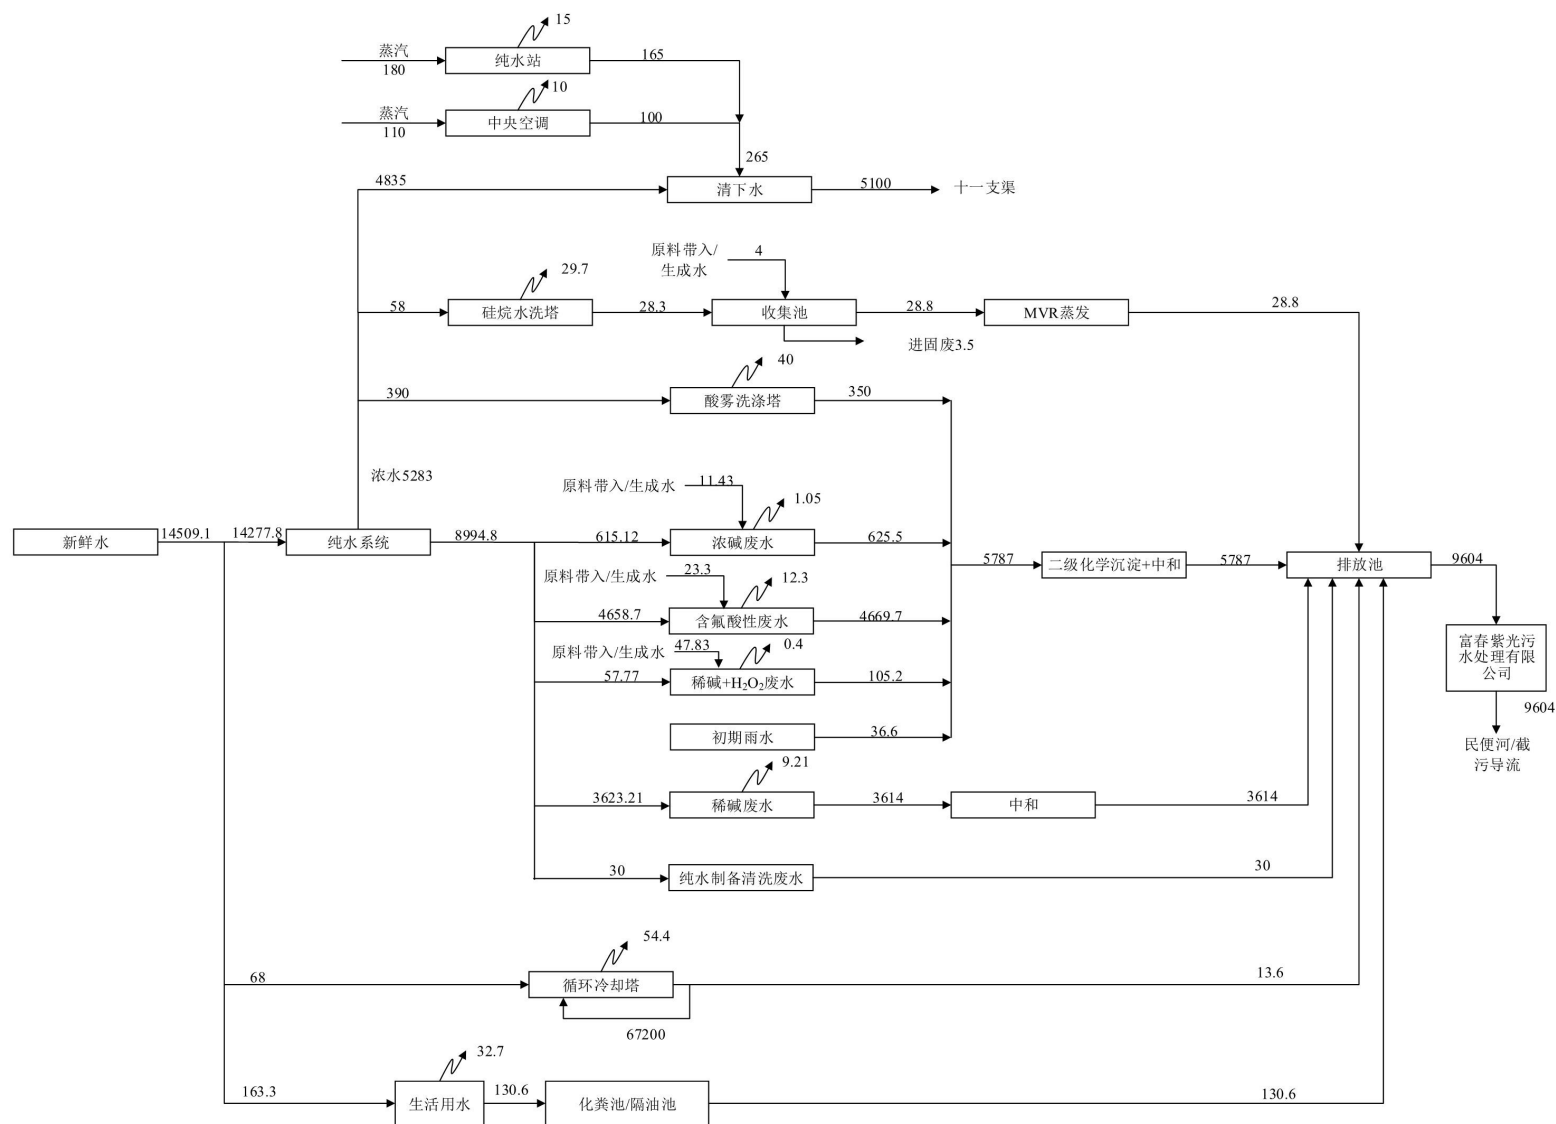 15
蒸汽
180
纯水站
165
10
蒸汽
110
中央空调
100
265
4835
清下水
5100
十一支渠
原料带入/
生成水
4
29.7
58
硅烷水洗塔
28.3
收集池
28.8
MVR蒸发
28.8
进固废3.5
40
390
酸雾洗涤塔
350
浓水5283
原料带入/生成水
11.43
1.05
新鲜水
14509.1
14277.8
纯水系统
8994.8
615.12
浓碱废水
625.5
5787
二级化学沉淀+中和
5787
排放池
9604
原料带入/生成水
23.3
12.3
4658.7
含氟酸性废水
4669.7
原料带入/生成水
47.83
0.4
57.77
稀碱+H₂O₂废水
105.2
富春紫光污
水处理有限
公司
9604
民便河/截
污导流
初期雨水
36.6
9.21
3623.21
稀碱废水
3614
中和
3614
30
纯水制备清洗废水
30
54.4
68
循环冷却塔
13.6
67200
32.7
163.3
生活用水
130.6
化粪池/隔油池
130.6